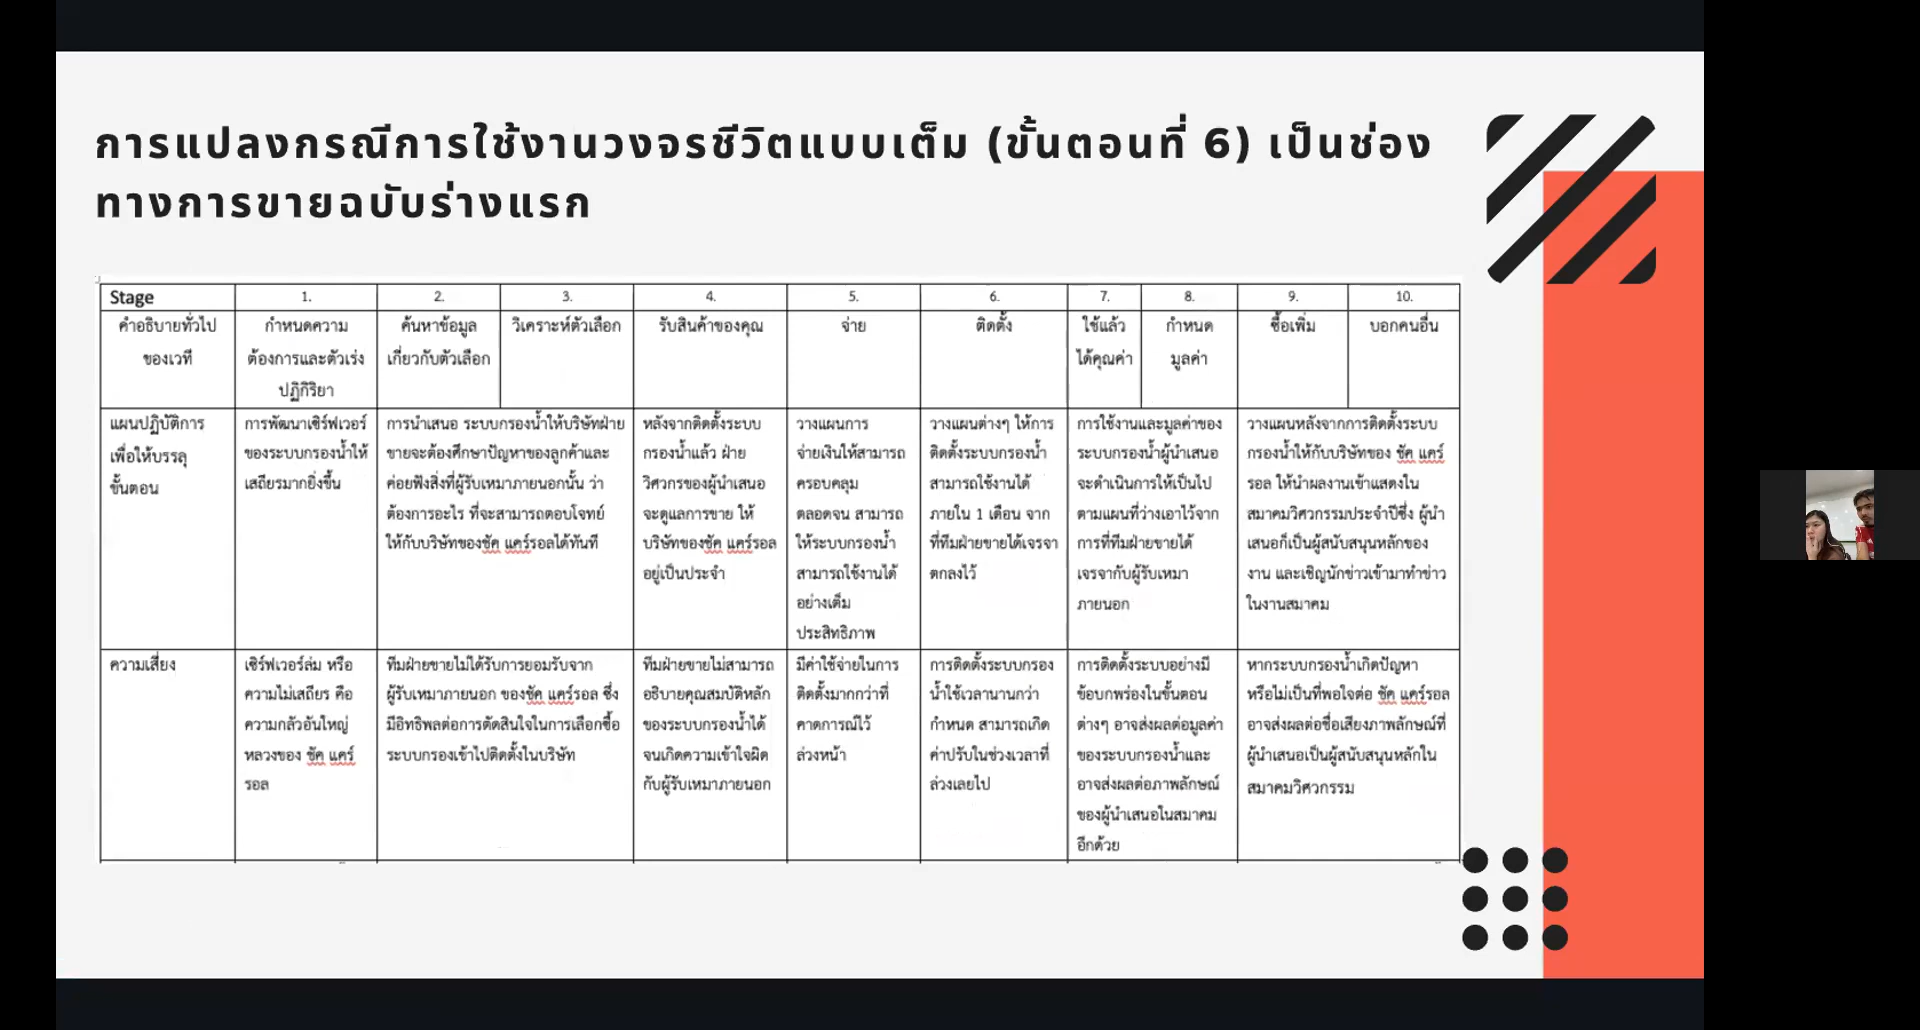 การแปลงกรณีการใช้งานวงจรชีวิตแบบเต็ม (ขั้นตอนที่ 6) เป็นช่อง
ทางการขายฉบับร่างแรก
Stage
1.
2.
3.
4.
5.
6.
7.
8.
9.
10.
คำอธิบายทั่วไป
ของเวที
กำหนดความ
ต้องการและตัวเร่ง
ปฏิกิริยา
ค้นหาข้อมูล
เกี่ยวกับตัวเลือก
วิเคราะห์ตัวเลือก
รับสินค้าของคุณ
จ่าย
ติดตั้ง
ใช้แล้ว
ได้คุณค่า
กำหนด
มูลค่า
ซื้อเพิ่ม
บอกคนอื่น
แผนปฏิบัติการ
เพื่อให้บรรลุ
ขั้นตอน
การพัฒนาเซิร์ฟเวอร์
ของระบบกรองน้ำให้
เสถียรมากยิ่งขึ้น
การนำเสนอ ระบบกรองน้ำให้บริษัทฝ่าย
ขายจะต้องศึกษาปัญหาของลูกค้าและ
ค่อยฟังสิ่งที่ผู้รับเหมาภายนอกนั้น ว่า
ต้องการอะไร ที่จะสามารถตอบโจทย์
ให้กับบริษัทของชัค แคร์รอลได้ทันที
หลังจากติดตั้งระบบ
กรองน้ำแล้ว ฝ่าย
วิศวกรของผู้นำเสนอ
จะดูแลการขาย ให้
บริษัทของชัค แคร์รอล
อยู่เป็นประจำ
วางแผนการ
จ่ายเงินให้สามารถ
ครอบคลุม
ตลอดจน สามารถ
ให้ระบบกรองน้ำ
สามารถใช้งานได้
อย่างเต็ม
ประสิทธิภาพ
วางแผนต่างๆ ให้การ
ติดตั้งระบบกรองน้ำ
สามารถใช้งานได้
ภายใน 1 เดือน จาก
ที่ทีมฝ่ายขายได้เจรจา
ตกลงไว้
การใช้งานและมูลค่าของ
ระบบกรองน้ำผู้นำเสนอ
จะดำเนินการให้เป็นไป
ตามแผนที่ว่างเอาไว้จาก
การที่ทีมฝ่ายขายได้
เจรจากับผู้รับเหมา
ภายนอก
วางแผนหลังจากการติดตั้งระบบ
กรองน้ำให้กับบริษัทของ ชัค แคร์
รอล ให้นำผลงานเข้าแสดงใน
สมาคมวิศวกรรมประจำปีซึ่ง ผู้นำ
เสนอก็เป็นผู้สนับสนุนหลักของ
งาน และเชิญนักข่าวเข้ามาทำข่าว
ในงานสมาคม
ความเสี่ยง
เซิร์ฟเวอร์ล่ม หรือ
ความไม่เสถียร คือ
ความกลัวอันใหญ่
หลวงของ ชัค แคร์
รอล
ทีมฝ่ายขายไม่ได้รับการยอมรับจาก
ผู้รับเหมาภายนอก ของชัค แคร์รอล ซึ่ง
มีอิทธิพลต่อการตัดสินใจในการเลือกซื้อ
ระบบกรองเข้าไปติดตั้งในบริษัท
ทีมฝ่ายขายไม่สามารถ
อธิบายคุณสมบัติหลัก
ของระบบกรองน้ำได้
จนเกิดความเข้าใจผิด
กับผู้รับเหมาภายนอก
มีค่าใช้จ่ายในการ
ติดตั้งมากกว่าที่
คาดการณ์ไว้
ล่วงหน้า
การติดตั้งระบบกรอง
น้ำใช้เวลานานกว่า
กำหนด สามารถเกิด
ค่าปรับในช่วงเวลาที่
ล่วงเลยไป
การติดตั้งระบบอย่างมี
ข้อบกพร่องในขั้นตอน
ต่างๆ อาจส่งผลต่อมูลค่า
ของระบบกรองน้ำและ
อาจส่งผลต่อภาพลักษณ์
ของผู้นำเสนอในสมาคม
อีกด้วย
หากระบบกรองน้ำเกิดปัญหา
หรือไม่เป็นที่พอใจต่อ ชัค แคร์รอล
อาจส่งผลต่อชื่อเสียงภาพลักษณ์ที่
ผู้นำเสนอเป็นผู้สนับสนุนหลักใน
สมาคมวิศวกรรม